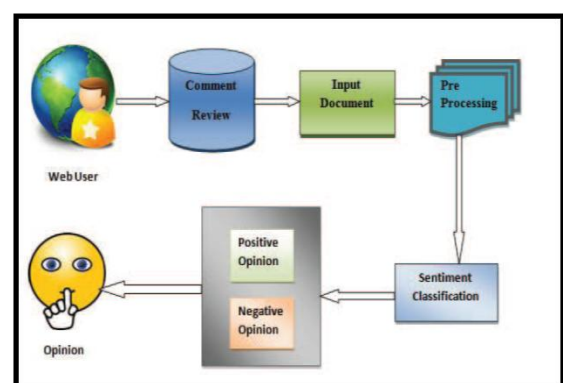 Comment
Review
Input
Document
Pre
Processing
Web User
Sentiment
Classification
Positive
Opinion
Negative
Opinion
Opinion